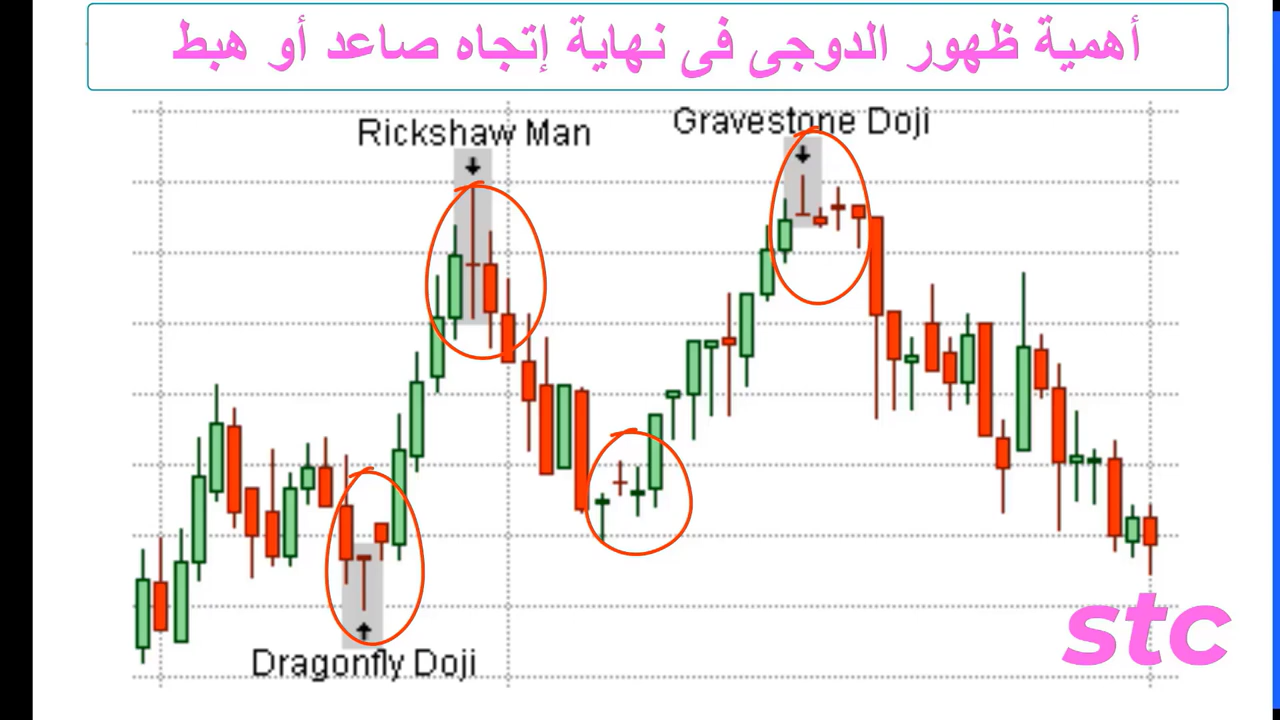 أهمية ظهور الدوجى فى نهاية إتجاه صاعد أو هبط
Rickshaw Man
Gravestone Doji
Dragonfly Doji
stc